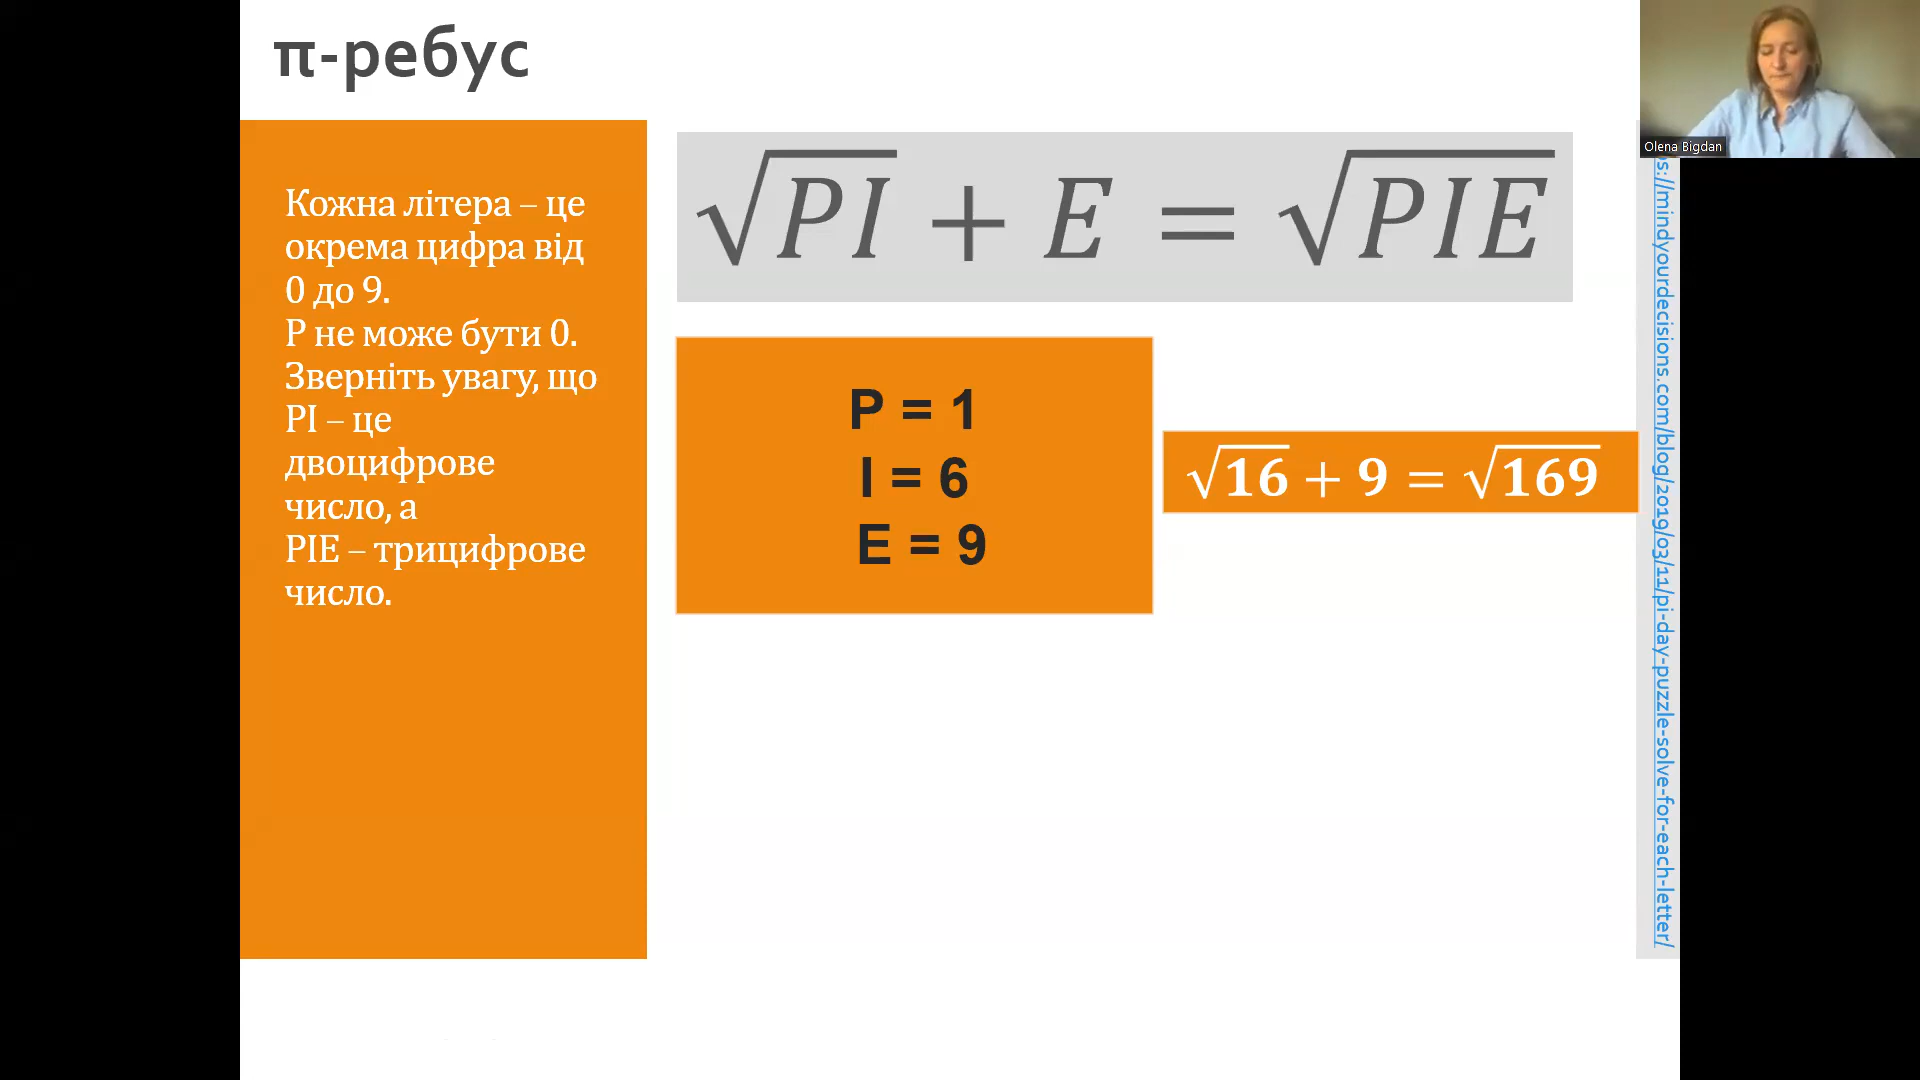 π-ребус
Кожна літера – це
окрема цифра від
0 до 9.
P не може бути 0.
Зверніть увагу, що
PI – це
двоцифрове
число, а
PIE – трицифрове
число.
√PI + E = √PIE
P = 1
I = 6
E = 9
√16 + 9 = √169
ps://mindyourdecisions.com/blog/2019/03/11/pi-day-puzzle-solve-for-each-letter/
Olena Bigdan